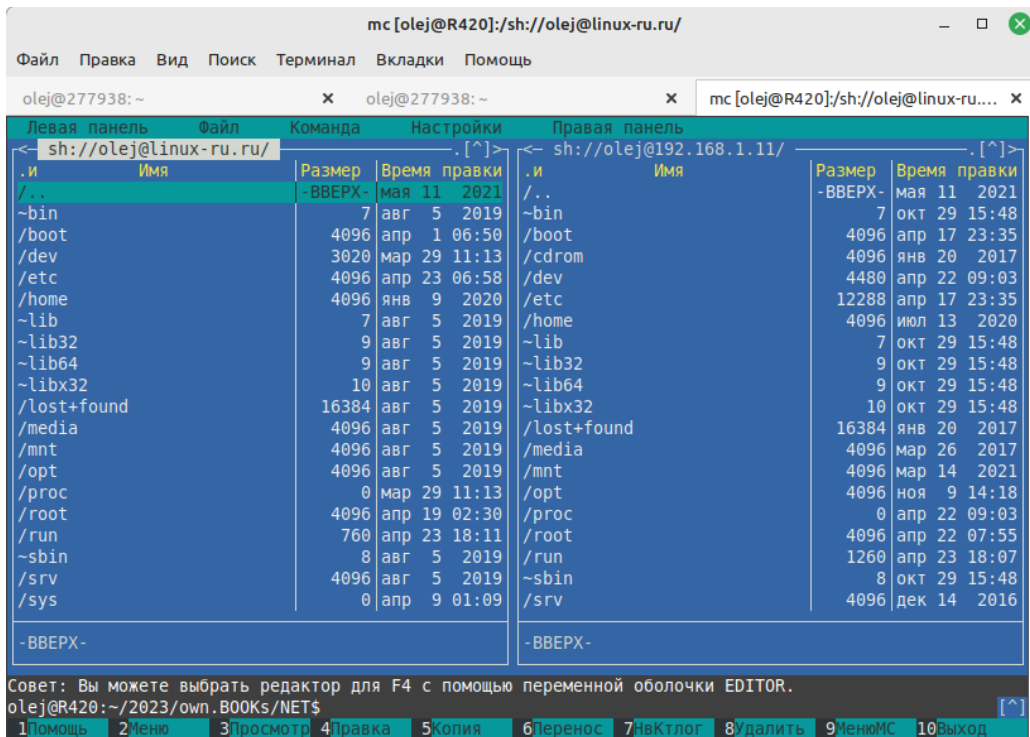 mc [olej@R420]:/sh://olej@linux-ru.ru/
Файл Правка Вид Поиск Терминал Вкладки Помощь
olej@277938: ~ × olej@277938: ~ × mc [olej@R420]:/sh://olej@linux-ru.... ×
Левая панель Файл Команда Настройки Правая панель
<— sh://olej@linux-ru.ru/ .[^]> <— sh://olej@192.168.1.11/ .[^]>
.и Имя Размер Время правки .и Имя Размер Время правки
/.. -ВВЕРХ- мая 11 2021 /.. -ВВЕРХ- мая 11 2021
~bin 7 авг 5 2019 ~bin 7 окт 29 15:48
/boot 4096 апр 1 06:50 /boot 4096 апр 17 23:35
/dev 3020 мар 29 11:13 /cdrom 4096 янв 20 2017
/etc 4096 апр 23 06:58 /dev 4480 апр 22 09:03
/home 4096 янв 9 2020 /etc 12288 апр 17 23:35
~lib 7 авг 5 2019 /home 4096 июл 13 2020
~lib32 9 авг 5 2019 ~lib 7 окт 29 15:48
~lib64 9 авг 5 2019 ~lib32 9 окт 29 15:48
~libx32 10 авг 5 2019 ~lib64 9 окт 29 15:48
/lost+found 16384 авг 5 2019 ~libx32 10 окт 29 15:48
/media 4096 авг 5 2019 /lost+found 16384 янв 20 2017
/mnt 4096 авг 5 2019 /media 4096 мар 26 2017
/opt 4096 авг 5 2019 /mnt 4096 мар 14 2021
/proc 0 мар 29 11:13 /opt 4096 ноя 9 14:18
/root 4096 апр 19 02:30 /proc 0 апр 22 09:03
/run 760 апр 23 18:11 /root 4096 апр 22 07:55
~sbin 8 авг 5 2019 /run 1260 апр 23 18:07
/srv 4096 авг 5 2019 ~sbin 8 окт 29 15:48
/sys 0 апр 9 01:09 /srv 4096 дек 14 2016
-ВВЕРХ- -ВВЕРХ-
Совет: Вы можете выбрать редактор для F4 с помощью переменной оболочки EDITOR.
olej@R420:~/2023/own.BOOKs/NET$ [^]
1Помощь 2Меню 3Просмотр 4Правка 5Копия 6Перенос 7НвКтлог 8Удалить 9МенюМС 10Выход